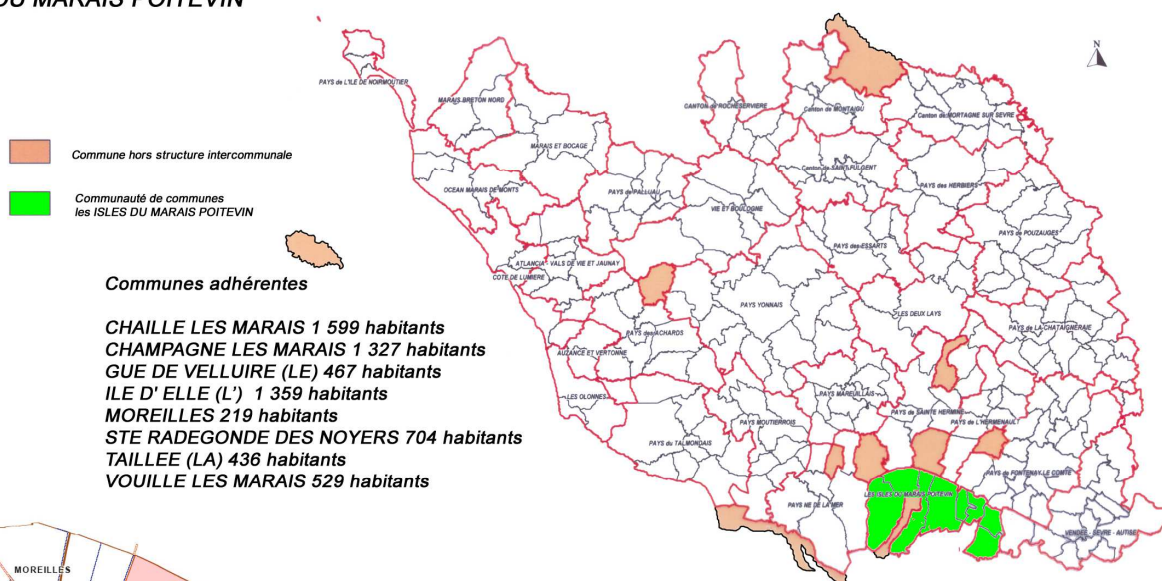 DU MARAIS POITEVIN
N
PAYS de L'ILE DE NOIRMOUTIER
MARAIS BRETON NORD
CANTON de ROCHESERVIERE
Canton de MONTAIGU
Canton de MORTAGNE SUR SEVRE
Commune hors structure intercommunale
MARAIS ET BOCAGE
Canton de SAINT FULGENT
OCEAN MARAIS DE MONTS
PAYS de PALLUAU
PAYS des HERBIERS
Communauté de communes
les ISLES DU MARAIS POITEVIN
VIE ET BOULOGNE
PAYS de POUZAUGES
PAYS des ESSARTS
ATLANCIA - VALS DE VIE ET JAUNAY
COTE DE LUMIERE
Communes adhérentes
PAYS YONNAIS
LES DEUX LAYS
CHAILLE LES MARAIS 1 599 habitants
CHAMPAGNE LES MARAIS 1 327 habitants
GUE DE VELLUIRE (LE) 467 habitants
ILE D' ELLE (L') 1 359 habitants
MOREILLES 219 habitants
STE RADEGONDE DES NOYERS 704 habitants
TAILLEE (LA) 436 habitants
VOUILLE LES MARAIS 529 habitants
PAYS des ACHARDS
PAYS de LA CHATAIGNERAIE
AUZANCE ET VERTONNE
LES OLONNES
PAYS MAREUILLAIS
PAYS de SAINTE HERMINE
PAYS de L'HERMENAULT
PAYS MOUTIERROIS
PAYS du TALMONDAIS
PAYS de FONTENAY LE COMTE
LES ISLES DU MARAIS POITEVIN
PAYS NE DE LA MER
VENDEE - SEVRE - AUTISE
MOREILLES